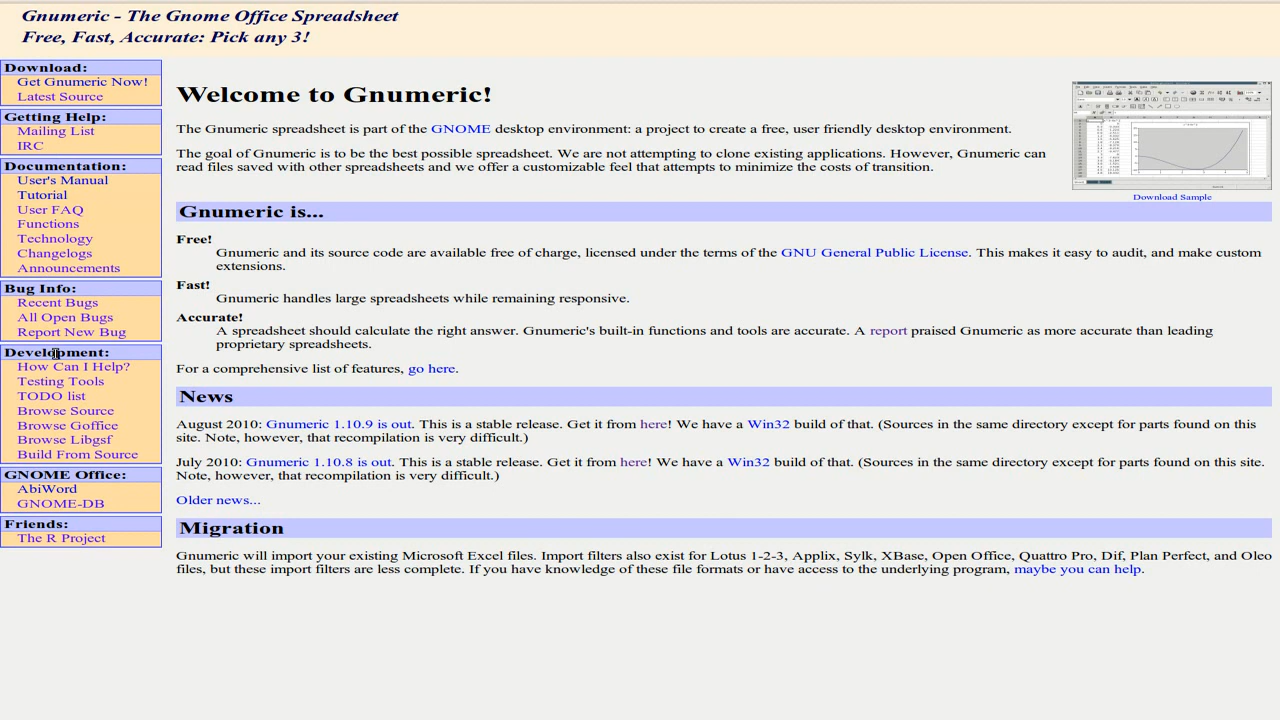 Gnumeric - The Gnome Office Spreadsheet
Free, Fast, Accurate: Pick any 3!
Download:
Get Gnumeric Now!
Latest Source
Getting Help:
Mailing List
IRC
Documentation:
User's Manual
Tutorial
User FAQ
Functions
Technology
Changelogs
Announcements
Bug Info:
Recent Bugs
All Open Bugs
Report New Bug
Development:
How Can I Help?
Testing Tools
TODO list
Browse Source
Browse Goffice
Browse Libgsf
Build From Source
GNOME Office:
AbiWord
GNOME-DB
Friends:
The R Project
Welcome to Gnumeric!
The Gnumeric spreadsheet is part of the GNOME desktop environment: a project to create a free, user friendly desktop environment.
The goal of Gnumeric is to be the best possible spreadsheet. We are not attempting to clone existing applications. However, Gnumeric can
read files saved with other spreadsheets and we offer a customizable feel that attempts to minimize the costs of transition.
Download Sample
Gnumeric is...
Free!
Gnumeric and its source code are available free of charge, licensed under the terms of the GNU General Public License. This makes it easy to audit, and make custom
extensions.
Fast!
Gnumeric handles large spreadsheets while remaining responsive.
Accurate!
A spreadsheet should calculate the right answer. Gnumeric's built-in functions and tools are accurate. A report praised Gnumeric as more accurate than leading
proprietary spreadsheets.
For a comprehensive list of features, go here.
News
August 2010: Gnumeric 1.10.9 is out. This is a stable release. Get it from here! We have a Win32 build of that. (Sources in the same directory except for parts found on this
site. Note, however, that recompilation is very difficult.)
July 2010: Gnumeric 1.10.8 is out. This is a stable release. Get it from here! We have a Win32 build of that. (Sources in the same directory except for parts found on this site.
Note, however, that recompilation is very difficult.)
Older news...
Migration
Gnumeric will import your existing Microsoft Excel files. Import filters also exist for Lotus 1-2-3, Applix, Sylk, XBase, Open Office, Quattro Pro, Dif, Plan Perfect, and Oleo
files, but these import filters are less complete. If you have knowledge of these file formats or have access to the underlying program, maybe you can help.